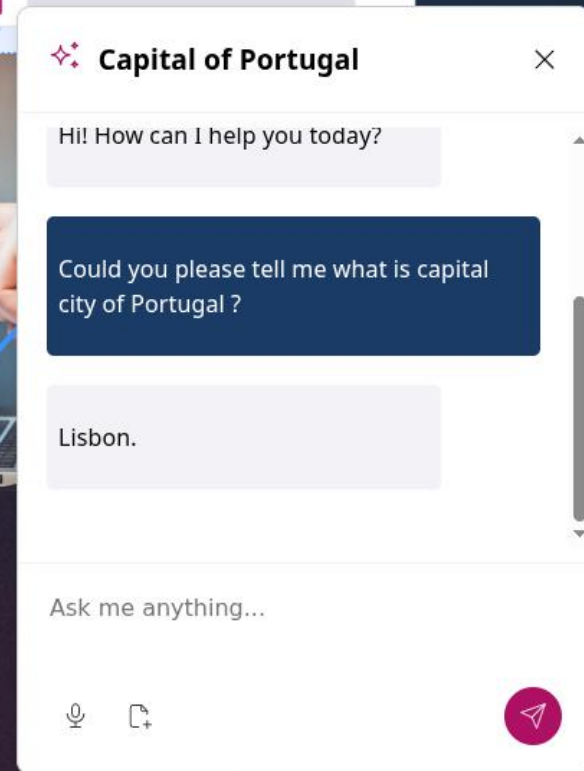 Capital of Portugal
Hi! How can I help you today?
Could you please tell me what is capital
city of Portugal ?
Lisbon.
Ask me anything...